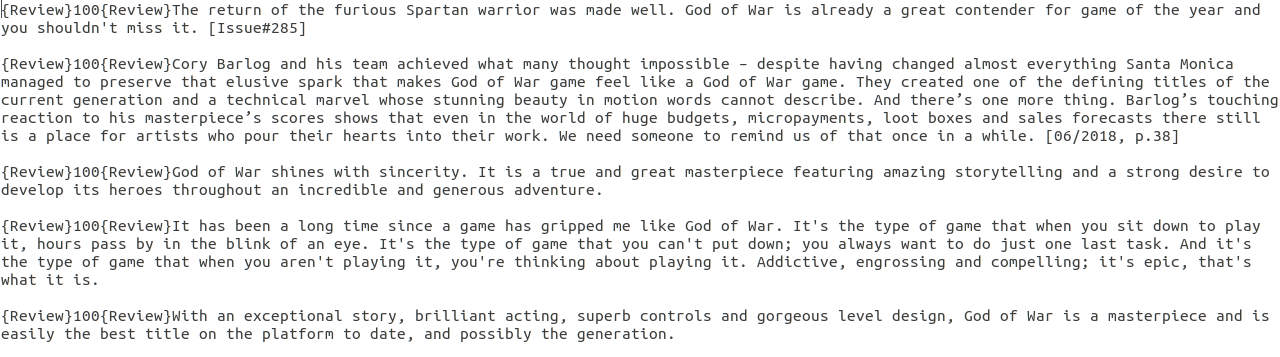 {Review}100{Review}The return of the furious Spartan warrior was made well. God of War is already a great contender for game of the year and
you shouldn't miss it. [Issue#285]
{Review}100{Review}Cory Barlog and his team achieved what many thought impossible – despite having changed almost everything Santa Monica
managed to preserve that elusive spark that makes God of War game feel like a God of War game. They created one of the defining titles of the
current generation and a technical marvel whose stunning beauty in motion words cannot describe. And there’s one more thing. Barlog’s touching
reaction to his masterpiece’s scores shows that even in the world of huge budgets, micropayments, loot boxes and sales forecasts there still
is a place for artists who pour their hearts into their work. We need someone to remind us of that once in a while. [06/2018, p.38]
{Review}100{Review}God of War shines with sincerity. It is a true and great masterpiece featuring amazing storytelling and a strong desire to
develop its heroes throughout an incredible and generous adventure.
{Review}100{Review}It has been a long time since a game has gripped me like God of War. It's the type of game that when you sit down to play
it, hours pass by in the blink of an eye. It's the type of game that you can't put down; you always want to do just one last task. And it's
the type of game that when you aren't playing it, you're thinking about playing it. Addictive, engrossing and compelling; it's epic, that's
what it is.
{Review}100{Review}With an exceptional story, brilliant acting, superb controls and gorgeous level design, God of War is a masterpiece and is
easily the best title on the platform to date, and possibly the generation.